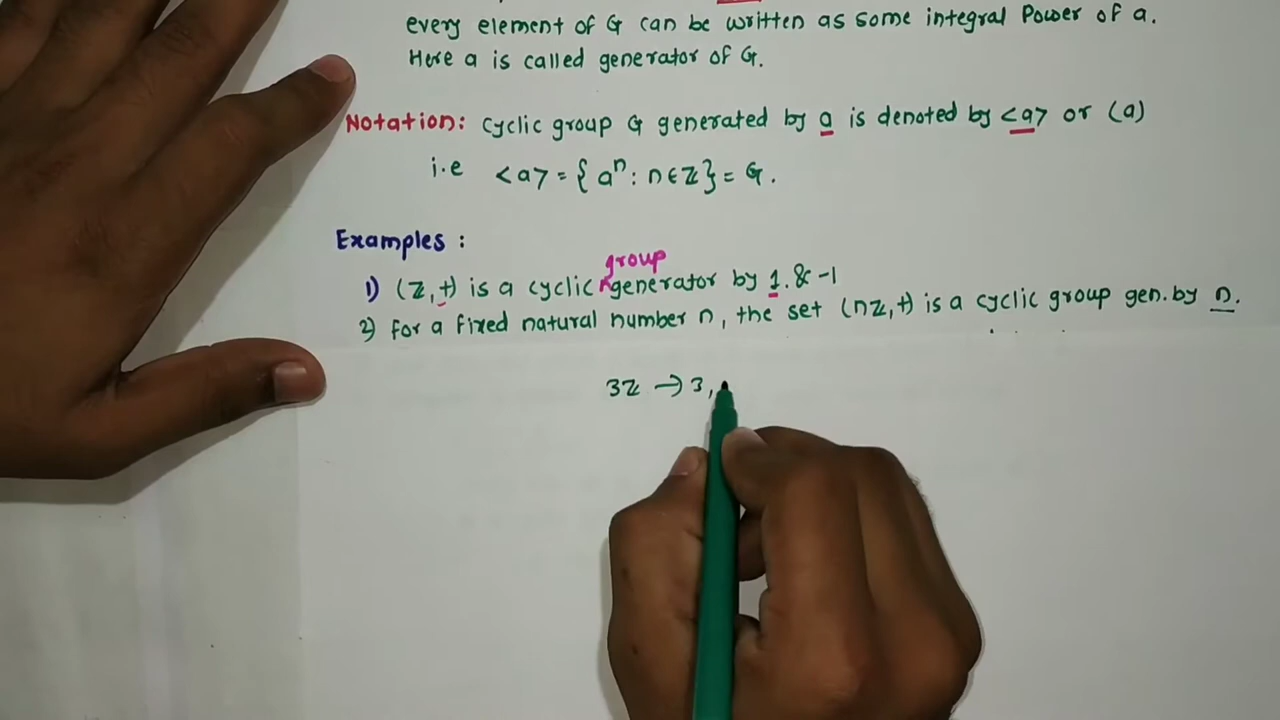 every element of G can be written as some integral Power of a.
Here a is called generator of G.
Notation: cyclic group G generated by a is denoted by <a> or (a)
i.e <a> = { aⁿ : n ∈ Z } = G.
Examples :
group
1) (Z, +) is a cyclic generator by 1. & -1
2) For a fixed natural number n, the set (nZ, +) is a cyclic group gen. by n.
3Z → 3,